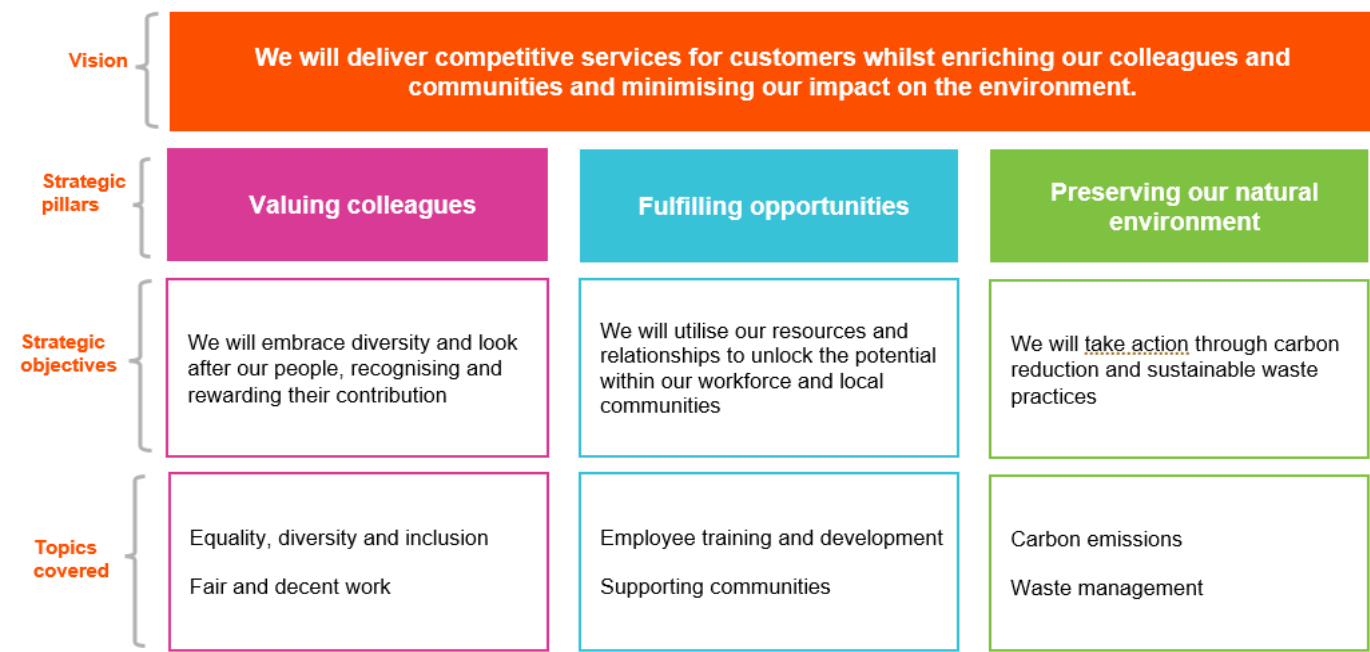 Vision
We will deliver competitive services for customers whilst enriching our colleagues and
communities and minimising our impact on the environment.
Strategic
pillars
Valuing colleagues
Fulfilling opportunities
Preserving our natural
environment
Strategic
objectives
We will embrace diversity and look
after our people, recognising and
rewarding their contribution
We will utilise our resources and
relationships to unlock the potential
within our workforce and local
communities
We will take action through carbon
reduction and sustainable waste
practices
Topics
covered
Equality, diversity and inclusion
Fair and decent work
Employee training and development
Supporting communities
Carbon emissions
Waste management